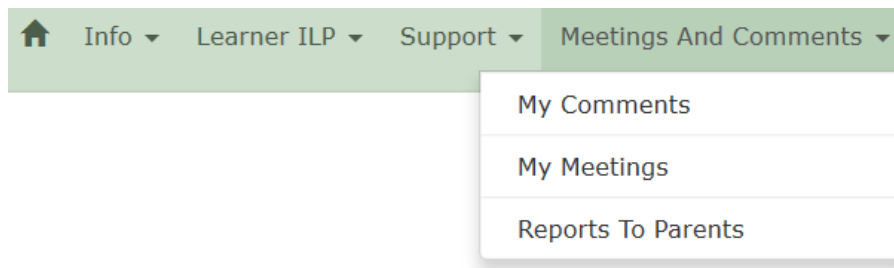 Info Learner ILP Support Meetings And Comments
My Comments
My Meetings
Reports To Parents